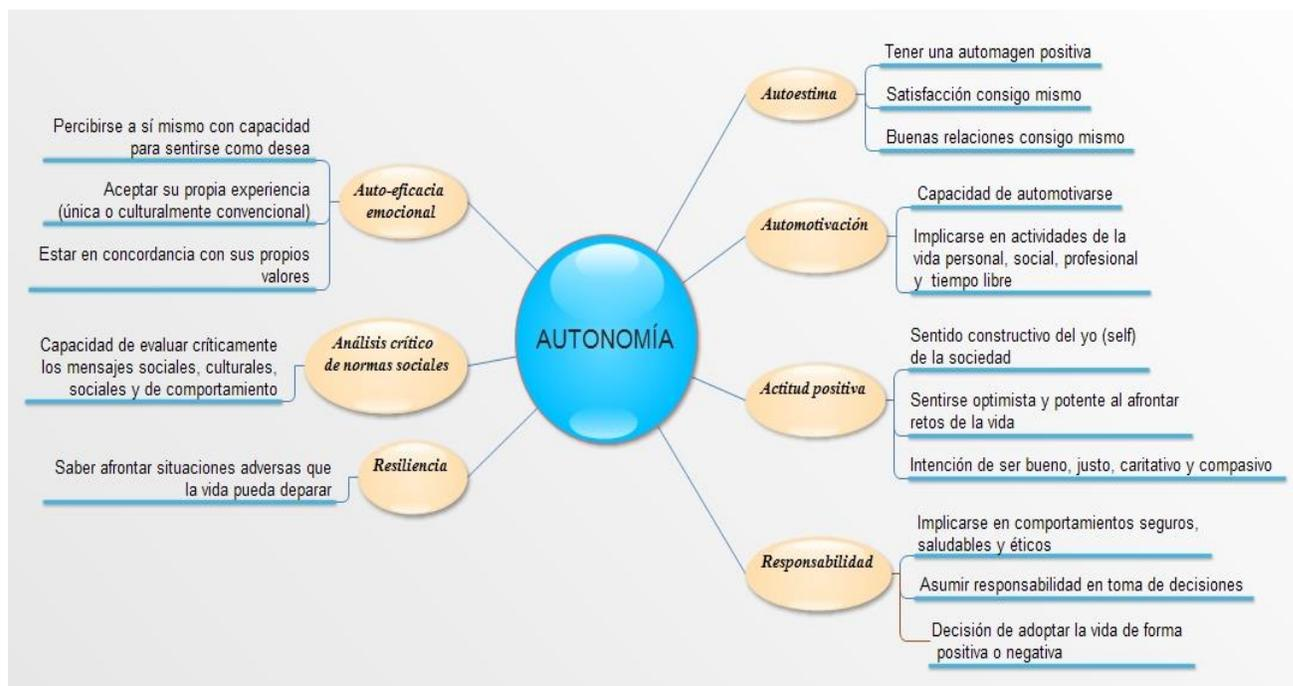 AUTONOMÍA
Autoestima
Tener una automagen positiva
Satisfacción consigo mismo
Buenas relaciones consigo mismo
Automotivación
Capacidad de automotivarse
Implicarse en actividades de la
vida personal, social, profesional
y tiempo libre
Actitud positiva
Sentido constructivo del yo (self)
de la sociedad
Sentirse optimista y potente al afrontar
retos de la vida
Intención de ser bueno, justo, caritativo y compasivo
Responsabilidad
Implicarse en comportamientos seguros,
saludables y éticos
Asumir responsabilidad en toma de decisiones
Decisión de adoptar la vida de forma
positiva o negativa
Auto-eficacia
emocional
Percibirse a sí mismo con capacidad
para sentirse como desea
Aceptar su propia experiencia
(única o culturalmente convencional)
Estar en concordancia con sus propios
valores
Análisis crítico
de normas sociales
Capacidad de evaluar críticamente
los mensajes sociales, culturales,
sociales y de comportamiento
Resiliencia
Saber afrontar situaciones adversas que
la vida pueda deparar